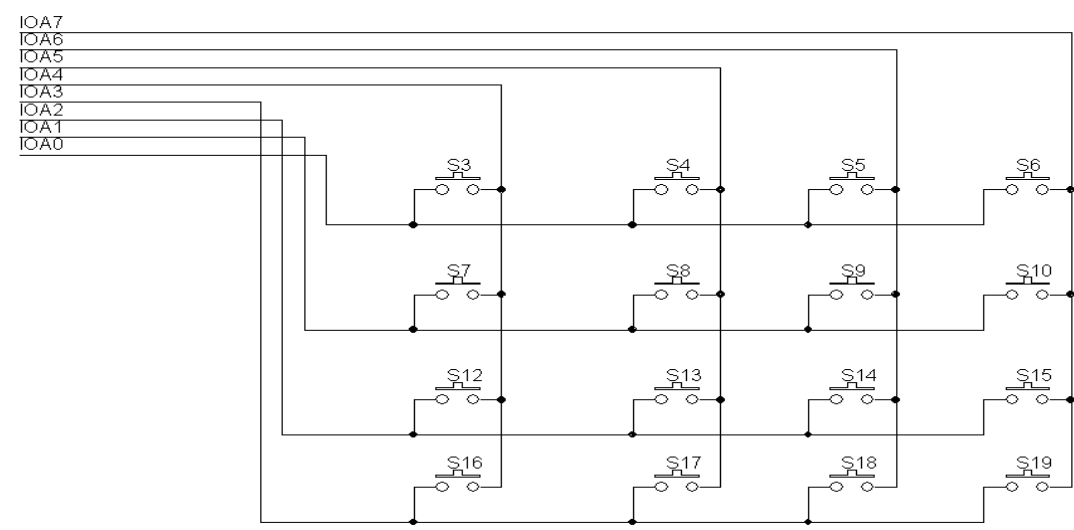 IOA7
IOA6
IOA5
IOA4
IOA3
IOA2
IOA1
IOA0
S3 S4 S5 S6
S7 S8 S9 S10
S12 S13 S14 S15
S16 S17 S18 S19